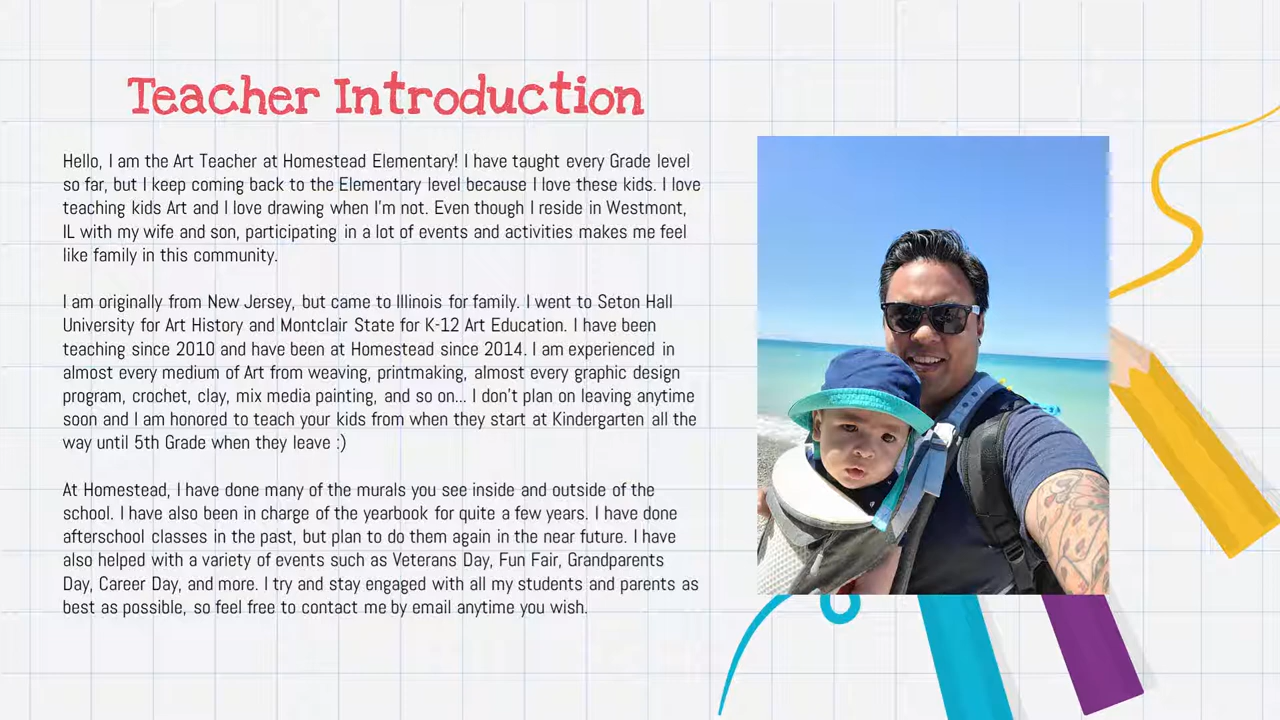 Teacher Introduction
Hello, I am the Art Teacher at Homestead Elementary! I have taught every Grade level
so far, but I keep coming back to the Elementary level because I love these kids. I love
teaching kids Art and I love drawing when I'm not. Even though I reside in Westmont,
IL with my wife and son, participating in a lot of events and activities makes me feel
like family in this community.
I am originally from New Jersey, but came to Illinois for family. I went to Seton Hall
University for Art History and Montclair State for K-12 Art Education. I have been
teaching since 2010 and have been at Homestead since 2014. I am experienced in
almost every medium of Art from weaving, printmaking, almost every graphic design
program, crochet, clay, mix media painting, and so on... I don't plan on leaving anytime
soon and I am honored to teach your kids from when they start at Kindergarten all the
way until 5th Grade when they leave :)
At Homestead, I have done many of the murals you see inside and outside of the
school. I have also been in charge of the yearbook for quite a few years. I have done
afterschool classes in the past, but plan to do them again in the near future. I have
also helped with a variety of events such as Veterans Day, Fun Fair, Grandparents
Day, Career Day, and more. I try and stay engaged with all my students and parents as
best as possible, so feel free to contact me by email anytime you wish.